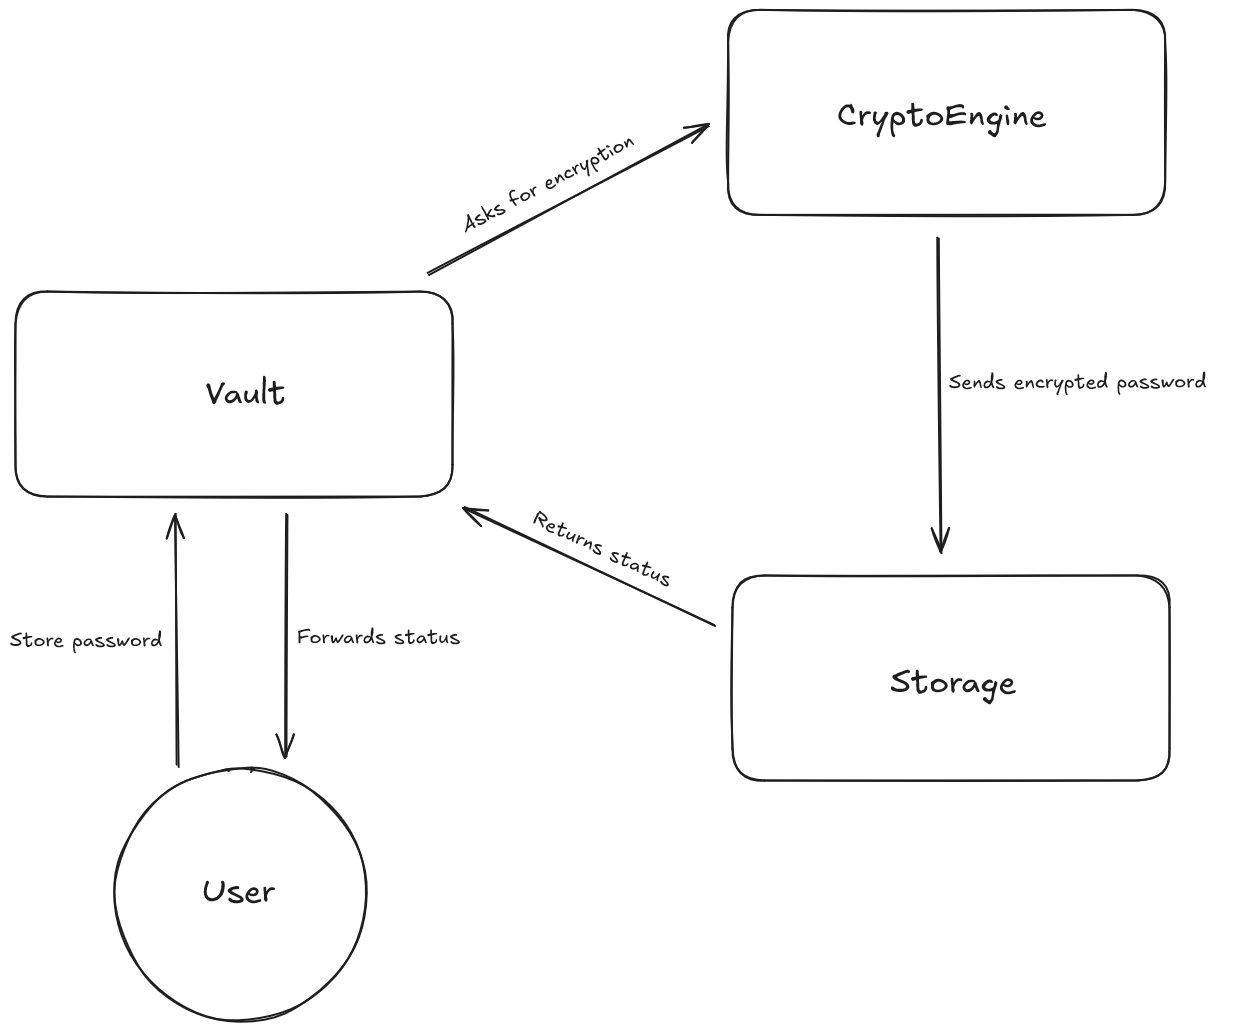 CryptoEngine
Asks for encryption
Vault
Sends encrypted password
Returns status
Store password
Forwards status
Storage
User